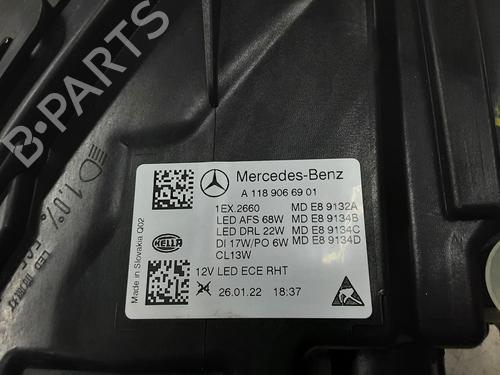 B-PARTS
Mercedes-Benz
A 118 906 69 01
1EX.2660 MD E8 9132A
LED AFS 68W MD E8 9134B
LED DRL 22W MD E8 9134C
DI 17W/PO 6W MD E8 9134D
CL13W
HELLA
12V LED ECE RHT
26.01.22 18:37
Made in Slovakia Q02
1.0%
LED